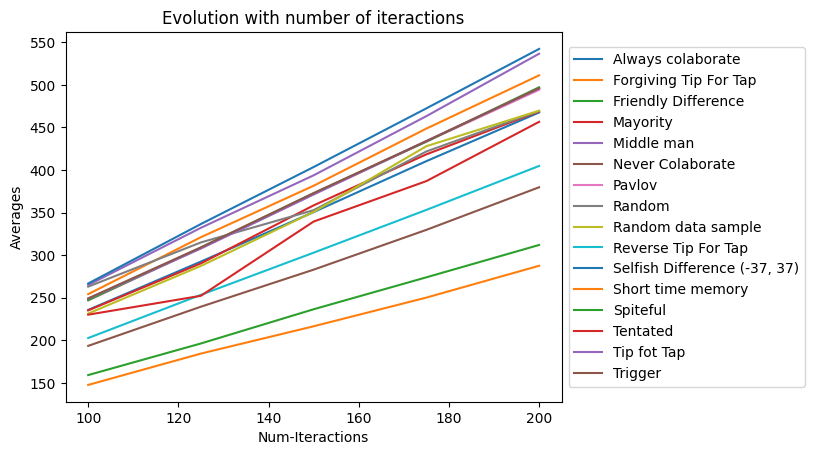 Evolution with number of iteractions
550
500
450
400
350
300
250
200
150
Averages
100
120
140
160
180
200
Num-Iteractions
Always colaborate
Forgiving Tip For Tap
Friendly Difference
Mayority
Middle man
Never Colaborate
Pavlov
Random
Random data sample
Reverse Tip For Tap
Selfish Difference (-37, 37)
Short time memory
Spiteful
Tentated
Tip fot Tap
Trigger